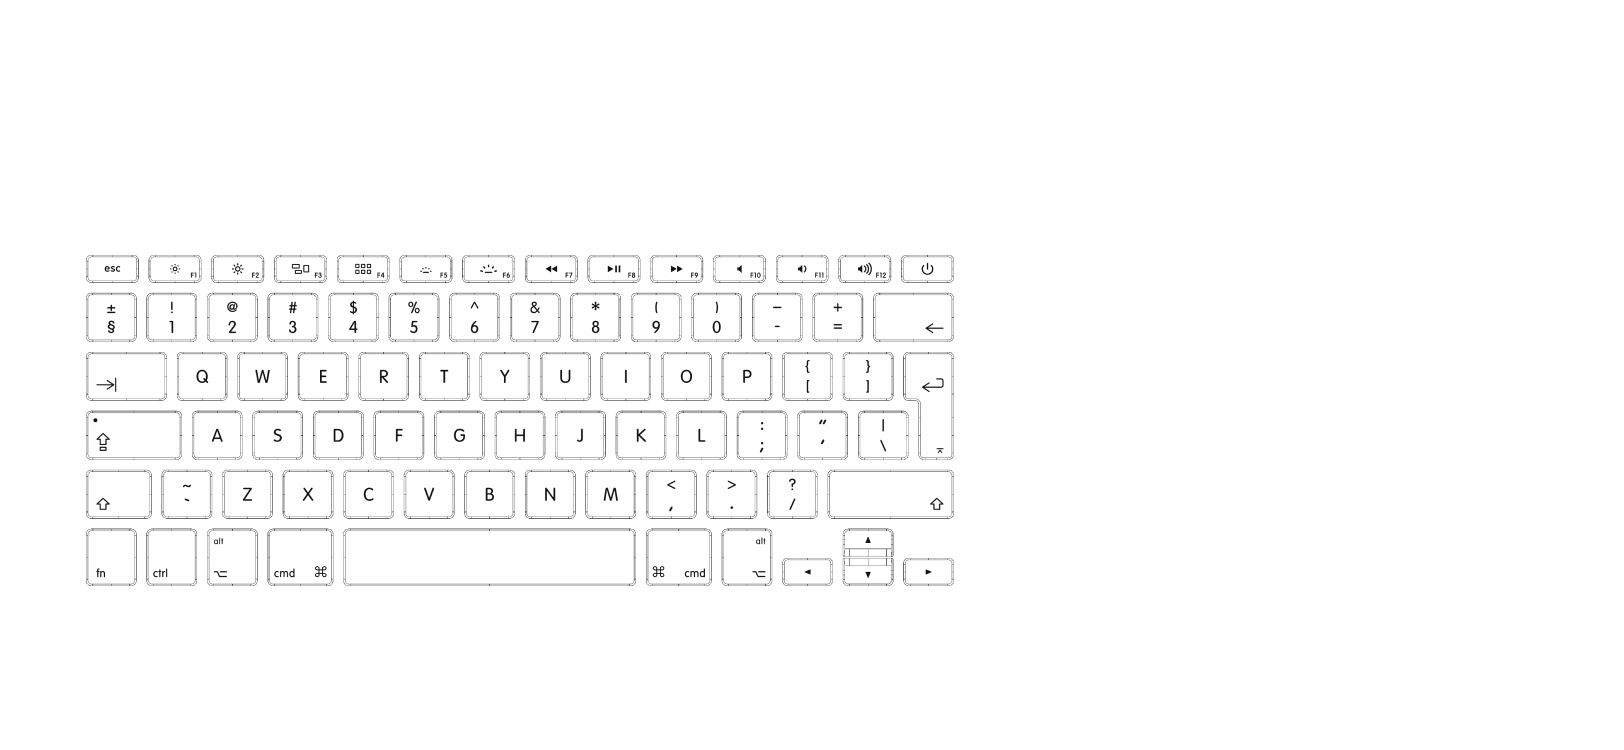 esc F1 F2 F3 F4 F5 F6 F7 F8 F9 F10 F11 F12
± ! @ # $ % ^ & * ( ) – +
§ 1 2 3 4 5 6 7 8 9 0 - =
Q W E R T Y U I O P { }
[ ]
A S D F G H J K L : " |
; ' \
~ Z X C V B N M < > ?
` , . /
alt alt
fn ctrl ⌥ cmd ⌘ ⌘ cmd ⌥